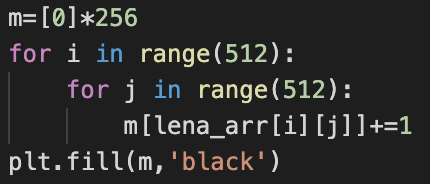 m=[0]*256
for i in range(512):
    for j in range(512):
        m[lena_arr[i][j]]+=1
plt.fill(m,'black')